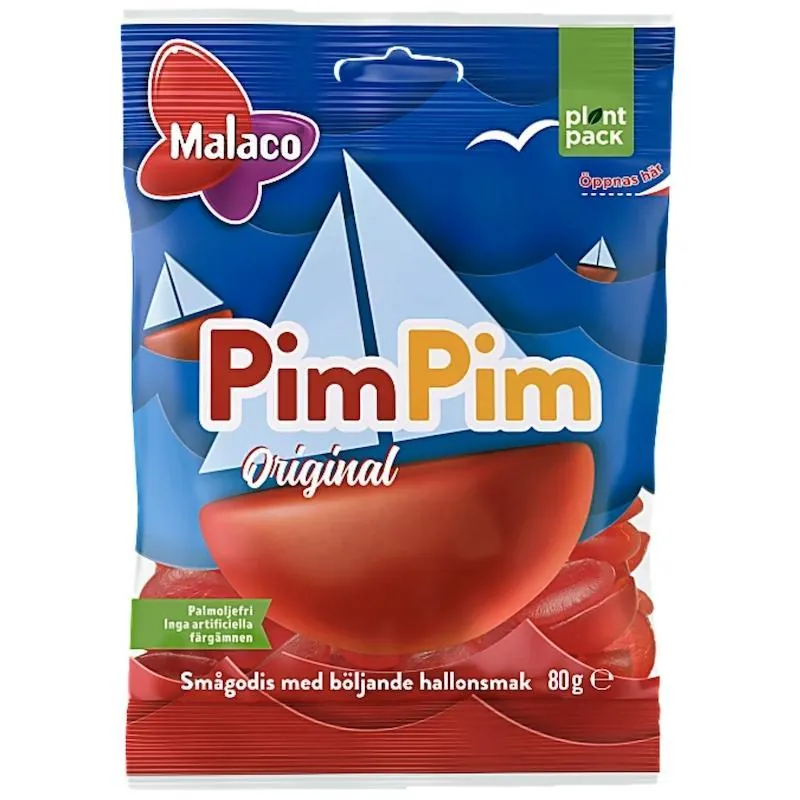 Malaco
plant
pack
Öppnas här
PimPim
Original
Palmoljefri
Inga artificiella
färgämnen
Smågodis med böljande hallonsmak 80g ℮